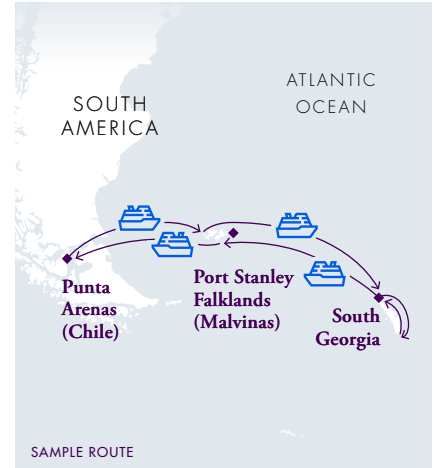 ATLANTIC
OCEAN
SOUTH
AMERICA
Punta
Arenas
(Chile)
Port Stanley
Falklands
(Malvinas)
South
Georgia
SAMPLE ROUTE